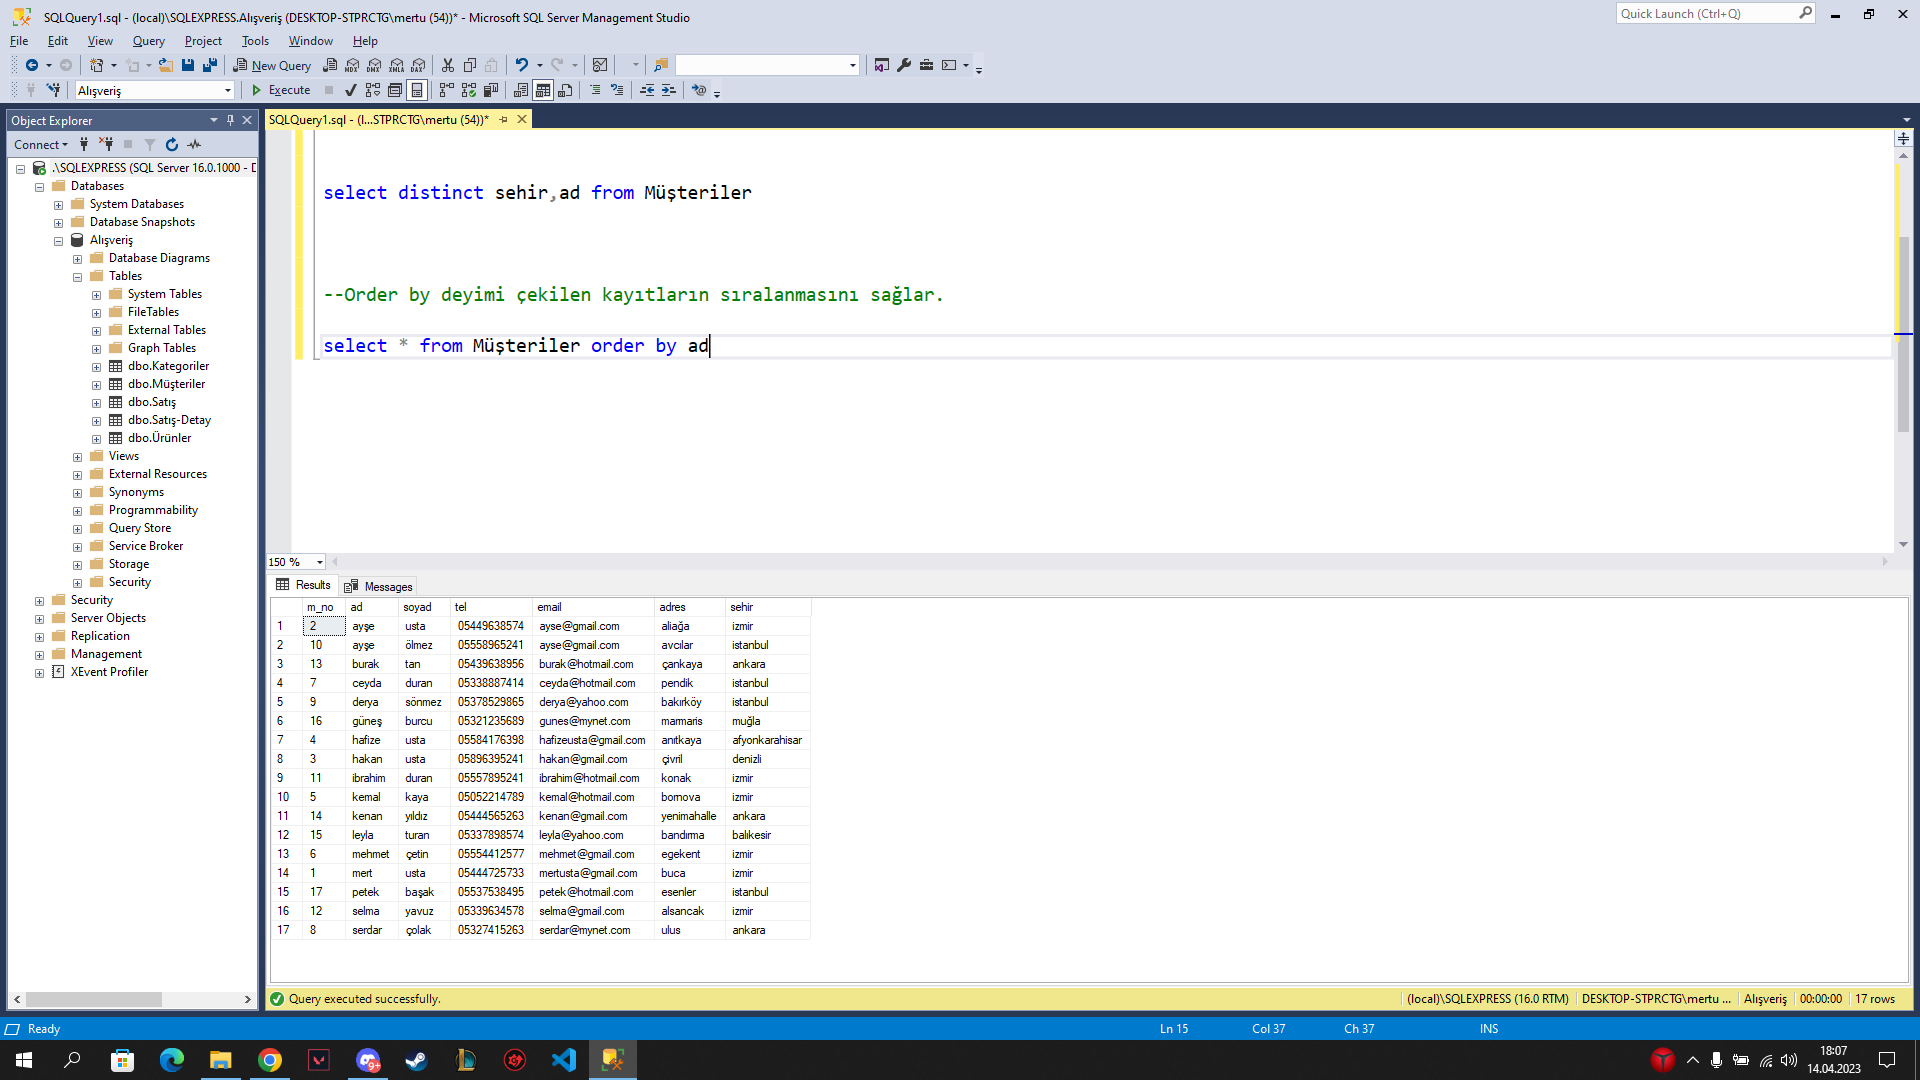 SQLQuery1.sql - (local)\SQLEXPRESS.Alışveriş (DESKTOP-STPRCTG\mertu (54))* - Microsoft SQL Server Management Studio
Quick Launch (Ctrl+Q)
File Edit View Query Project Tools Window Help
New Query MDX DMX XMLA DAX
Alışveriş Execute
Object Explorer
SQLQuery1.sql - (l...STPRCTG\mertu (54))*
Connect
.\SQLEXPRESS (SQL Server 16.0.1000 - D
Databases
System Databases
Database Snapshots
Alışveriş
Database Diagrams
Tables
System Tables
FileTables
External Tables
Graph Tables
dbo.Kategoriler
dbo.Müşteriler
dbo.Satış
dbo.Satış-Detay
dbo.Ürünler
Views
External Resources
Synonyms
Programmability
Query Store
Service Broker
Storage
Security
Security
Server Objects
Replication
Management
XEvent Profiler
select distinct sehir,ad from Müşteriler
--Order by deyimi çekilen kayıtların sıralanmasını sağlar.
select * from Müşteriler order by ad
150 %
Results Messages
m_no ad soyad tel email adres sehir
1 2 ayşe usta 05449638574 ayse@gmail.com aliağa izmir
2 10 ayşe ölmez 05558965241 ayse@gmail.com avcılar istanbul
3 13 burak tan 05439638956 burak@hotmail.com çankaya ankara
4 7 ceyda duran 05338887414 ceyda@hotmail.com pendik istanbul
5 9 derya sönmez 05378529865 derya@yahoo.com bakırköy istanbul
6 16 güneş burcu 05321235689 gunes@mynet.com marmaris muğla
7 4 hafize usta 05584176398 hafizeusta@gmail.com anıtkaya afyonkarahisar
8 3 hakan usta 05896395241 hakan@gmail.com çivril denizli
9 11 ibrahim duran 05557895241 ibrahim@hotmail.com konak izmir
10 5 kemal kaya 05052214789 kemal@hotmail.com bornova izmir
11 14 kenan yıldız 05444565263 kenan@gmail.com yenimahalle ankara
12 15 leyla turan 05337898574 leyla@yahoo.com bandırma balıkesir
13 6 mehmet çetin 05554412577 mehmet@gmail.com egekent izmir
14 1 mert usta 05444725733 mertusta@gmail.com buca izmir
15 17 petek başak 05537538495 petek@hotmail.com esenler istanbul
16 12 selma yavuz 05339634578 selma@gmail.com alsancak izmir
17 8 serdar çolak 05327415263 serdar@mynet.com ulus ankara
Query executed successfully. (local)\SQLEXPRESS (16.0 RTM) DESKTOP-STPRCTG\mertu ... Alışveriş 00:00:00 17 rows
Ready Ln 15 Col 37 Ch 37 INS
9+
18:07
14.04.2023